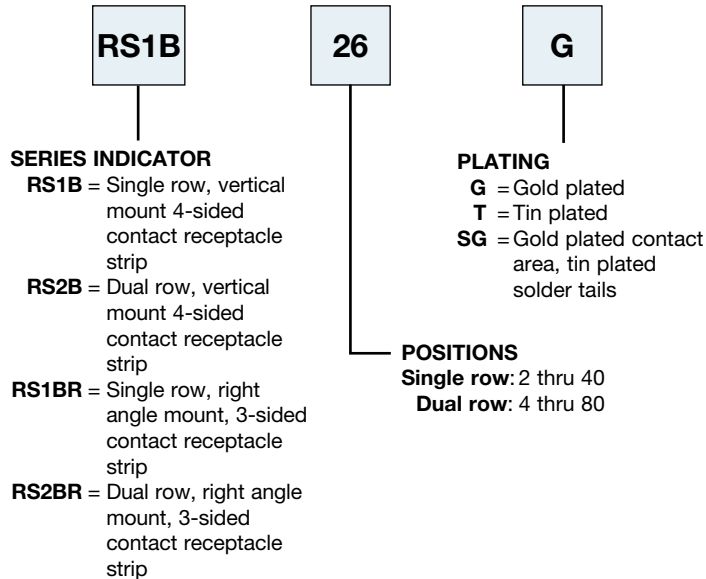 RS1B
26
G
SERIES INDICATOR
RS1B = Single row, vertical
mount 4-sided
contact receptacle
strip
RS2B = Dual row, vertical
mount 4-sided
contact receptacle
strip
RS1BR = Single row, right
angle mount, 3-sided
contact receptacle
strip
RS2BR = Dual row, right angle
mount, 3-sided
contact receptacle
strip
PLATING
G = Gold plated
T = Tin plated
SG = Gold plated contact
area, tin plated
solder tails
POSITIONS
Single row: 2 thru 40
Dual row: 4 thru 80